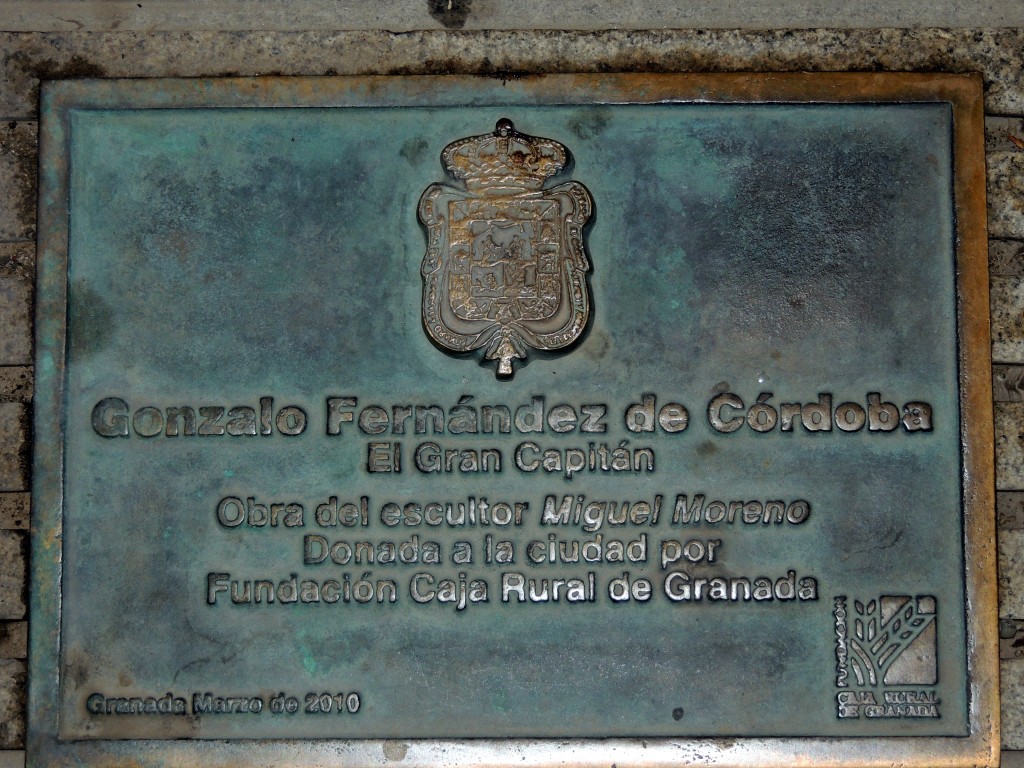 Gonzalo Fernández de Córdoba
El Gran Capitán
Obra del escultor Miguel Moreno
Donada a la ciudad por
Fundación Caja Rural de Granada
Granada Marzo de 2010
FUNDACIÓN
CAJA RURAL
DE GRANADA